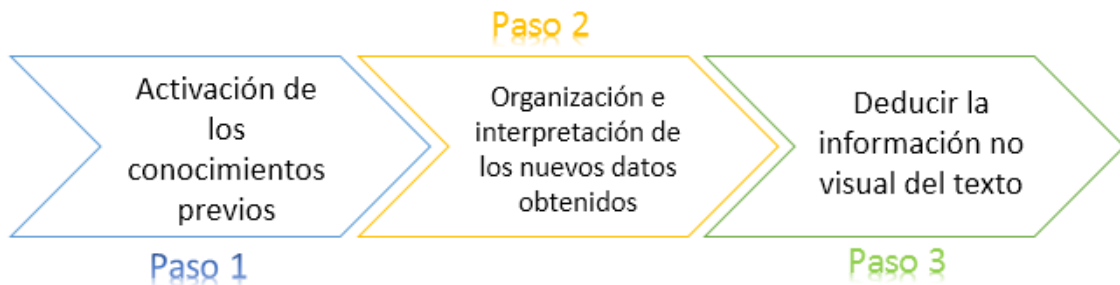 Paso 2
Activación de
los
conocimientos
previos
Organización e
interpretación de
los nuevos datos
obtenidos
Deducir la
información no
visual del texto
Paso 1
Paso 3